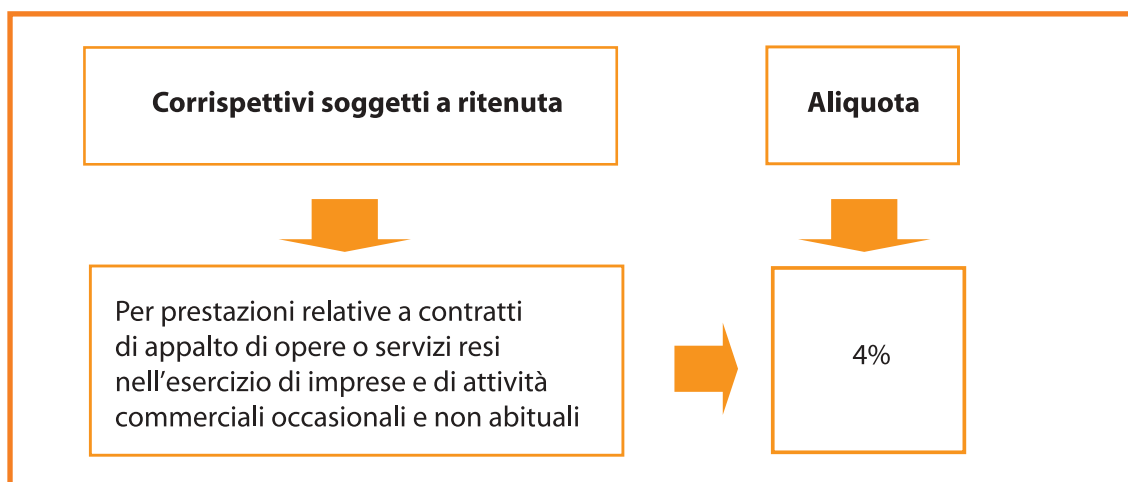 Corrispettivi soggetti a ritenuta
Aliquota
Per prestazioni relative a contratti
di appalto di opere o servizi resi
nell'esercizio di imprese e di attività
commerciali occasionali e non abituali
4%